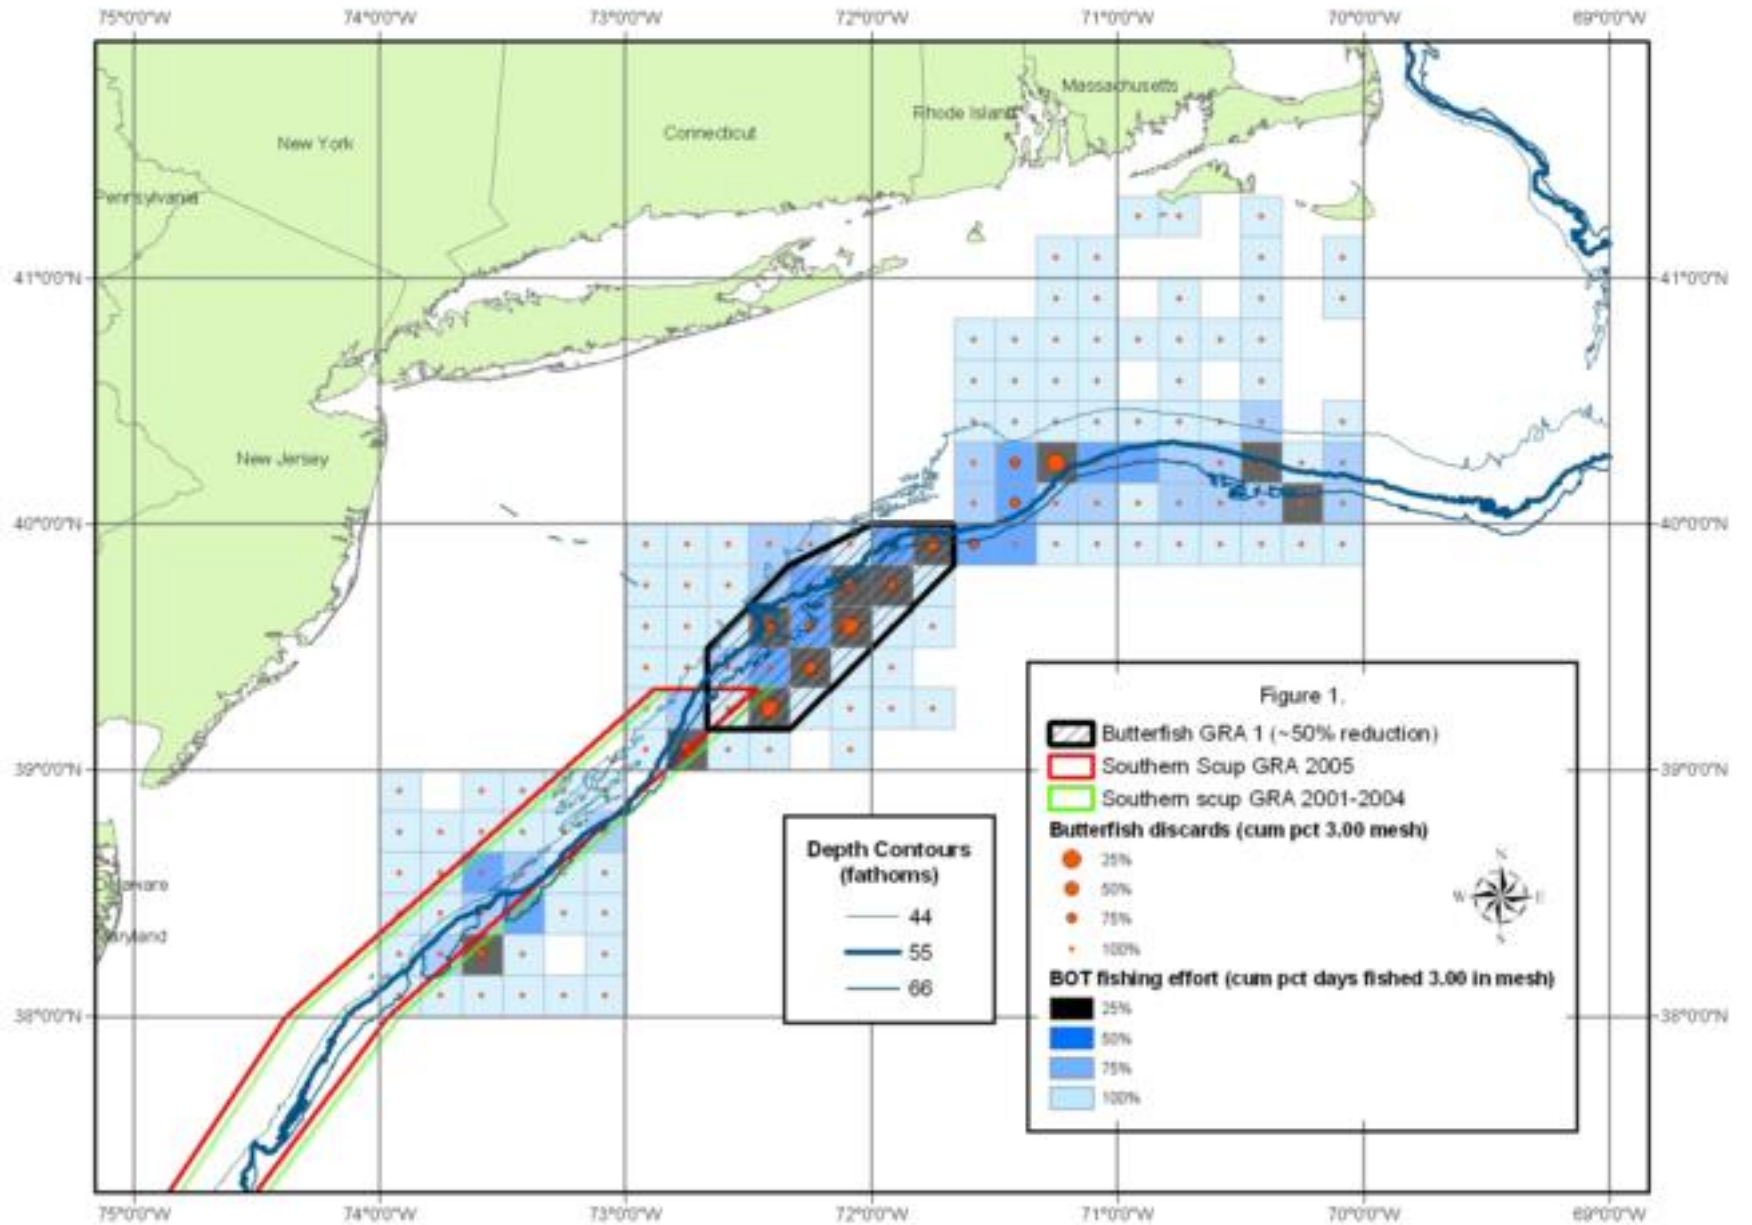 75°0'0"W 74°0'0"W 73°0'0"W 72°0'0"W 71°0'0"W 70°0'0"W 69°0'0"W
Massachusetts
Rhode Island
Connecticut
New York
Pennsylvania
41°0'0"N 41°0'0"N
New Jersey
40°0'0"N 40°0'0"N
Figure 1.
Butterfish GRA 1 (~50% reduction)
Southern Scup GRA 2005
Southern scup GRA 2001-2004
Butterfish discards (cum pct 3.00 mesh)
25%
50%
75%
100%
BOT fishing effort (cum pct days fished 3.00 in mesh)
25%
50%
75%
100%
N
W E
S
39°0'0"N 39°0'0"N
Depth Contours
(fathoms)
44
55
66
aware
aryland
38°0'0"N 38°0'0"N
75°0'0"W 74°0'0"W 73°0'0"W 72°0'0"W 71°0'0"W 70°0'0"W 69°0'0"W